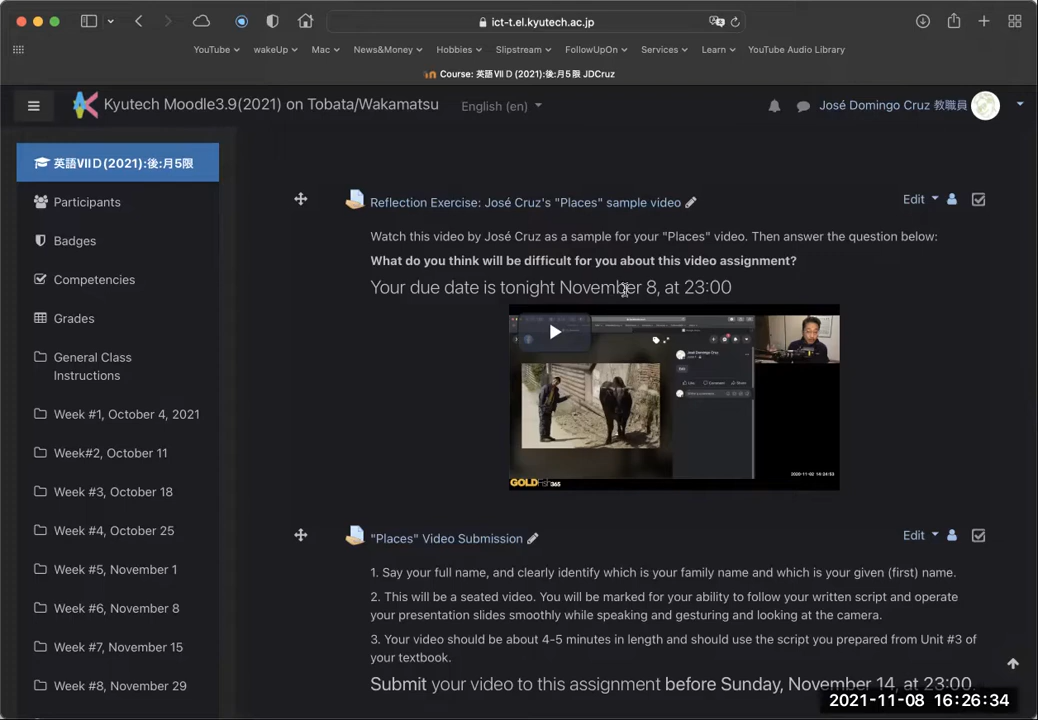 ict-t.el.kyutech.ac.jp
YouTube
wakeUp
Mac
News&Money
Hobbies
Slipstream
FollowUpOn
Services
Learn
YouTube Audio Library
Course: 英語Ⅶ D (2021):後:月5限 JDCruz
Kyutech Moodle3.9(2021) on Tobata/Wakamatsu
English (en)
José Domingo Cruz 教職員
英語Ⅶ D (2021):後:月5限
Participants
Badges
Competencies
Grades
General Class
Instructions
Week #1, October 4, 2021
Week#2, October 11
Week #3, October 18
Week #4, October 25
Week #5, November 1
Week #6, November 8
Week #7, November 15
Week #8, November 29
Reflection Exercise: José Cruz's "Places" sample video
Edit
Watch this video by José Cruz as a sample for your "Places" video. Then answer the question below:
What do you think will be difficult for you about this video assignment?
Your due date is tonight November 8, at 23:00
José Domingo Cruz
Like
Comment
Share
GOLDFish365
2021-11-02 14:24:53
"Places" Video Submission
Edit
1. Say your full name, and clearly identify which is your family name and which is your given (first) name.
2. This will be a seated video. You will be marked for your ability to follow your written script and operate
your presentation slides smoothly while speaking and gesturing and looking at the camera.
3. Your video should be about 4-5 minutes in length and should use the script you prepared from Unit #3 of
your textbook.
Submit your video to this assignment before Sunday, November 14, at 23:00.
2021-11-08 16:26:34